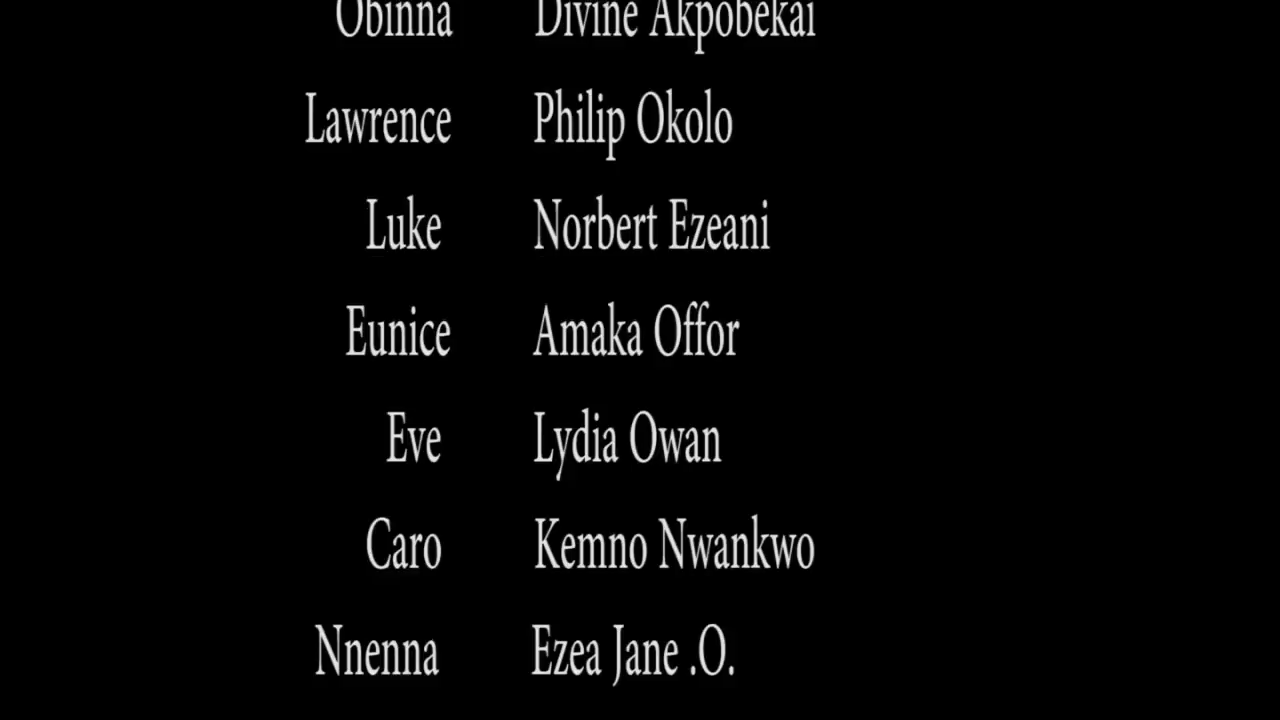 Obinna Divine Akpobekai
Lawrence Philip Okolo
Luke Norbert Ezeani
Eunice Amaka Offor
Eve Lydia Owan
Caro Kemno Nwankwo
Nnenna Ezea Jane .O.